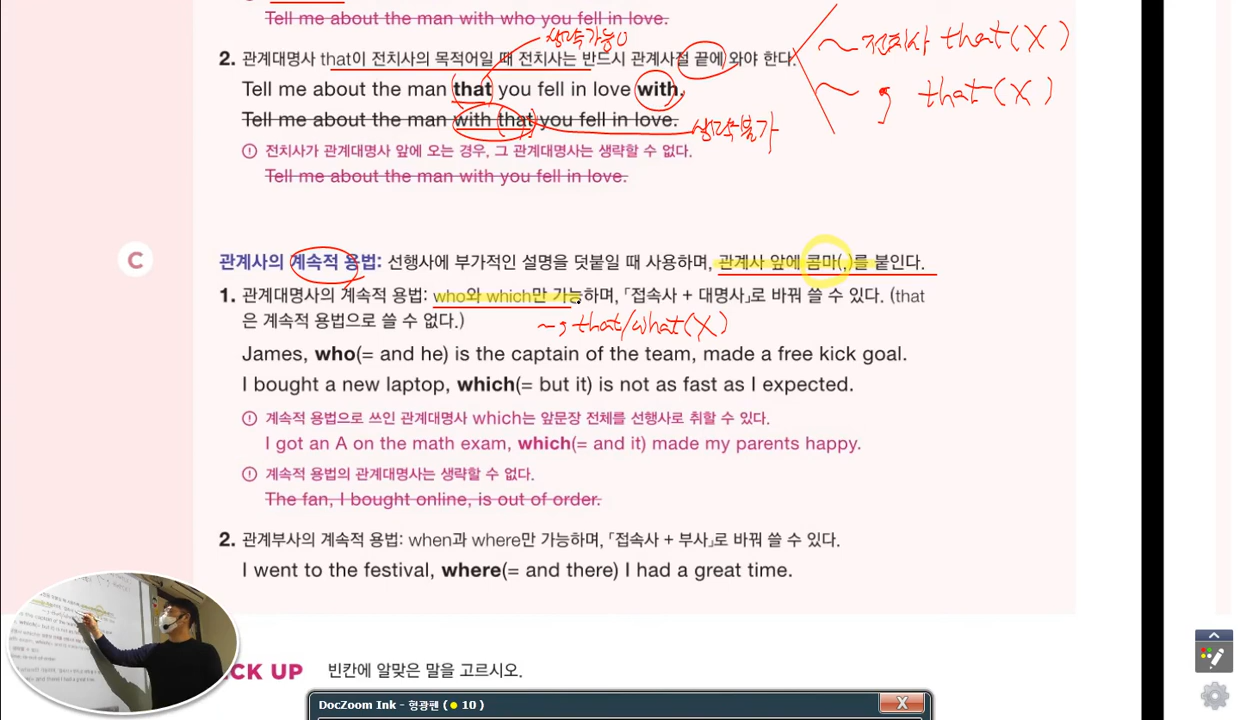 Tell me about the man with who you fell in love.
생략가능o
2. 관계대명사 that이 전치사의 목적어일 때 전치사는 반드시 관계사절 끝에 와야 한다.
~ 전치사 that(X)
Tell me about the man that you fell in love with.
~ , that(X)
Tell me about the man with that you fell in love.
생략불가
! 전치사가 관계대명사 앞에 오는 경우, 그 관계대명사는 생략할 수 없다.
Tell me about the man with you fell in love.
C
관계사의 계속적 용법: 선행사에 부가적인 설명을 덧붙일 때 사용하며, 관계사 앞에 콤마(,)를 붙인다.
1. 관계대명사의 계속적 용법: who와 which만 가능하며, 「접속사 + 대명사」로 바꿔 쓸 수 있다. (that
은 계속적 용법으로 쓸 수 없다.)
~, that/what(X)
James, who(= and he) is the captain of the team, made a free kick goal.
I bought a new laptop, which(= but it) is not as fast as I expected.
! 계속적 용법으로 쓰인 관계대명사 which는 앞문장 전체를 선행사로 취할 수 있다.
I got an A on the math exam, which(= and it) made my parents happy.
! 계속적 용법의 관계대명사는 생략할 수 없다.
The fan, I bought online, is out of order.
2. 관계부사의 계속적 용법: when과 where만 가능하며, 「접속사 + 부사」로 바꿔 쓸 수 있다.
I went to the festival, where(= and there) I had a great time.
CK UP 빈칸에 알맞은 말을 고르시오.
DocZoom Ink - 형광펜 ( 10 )